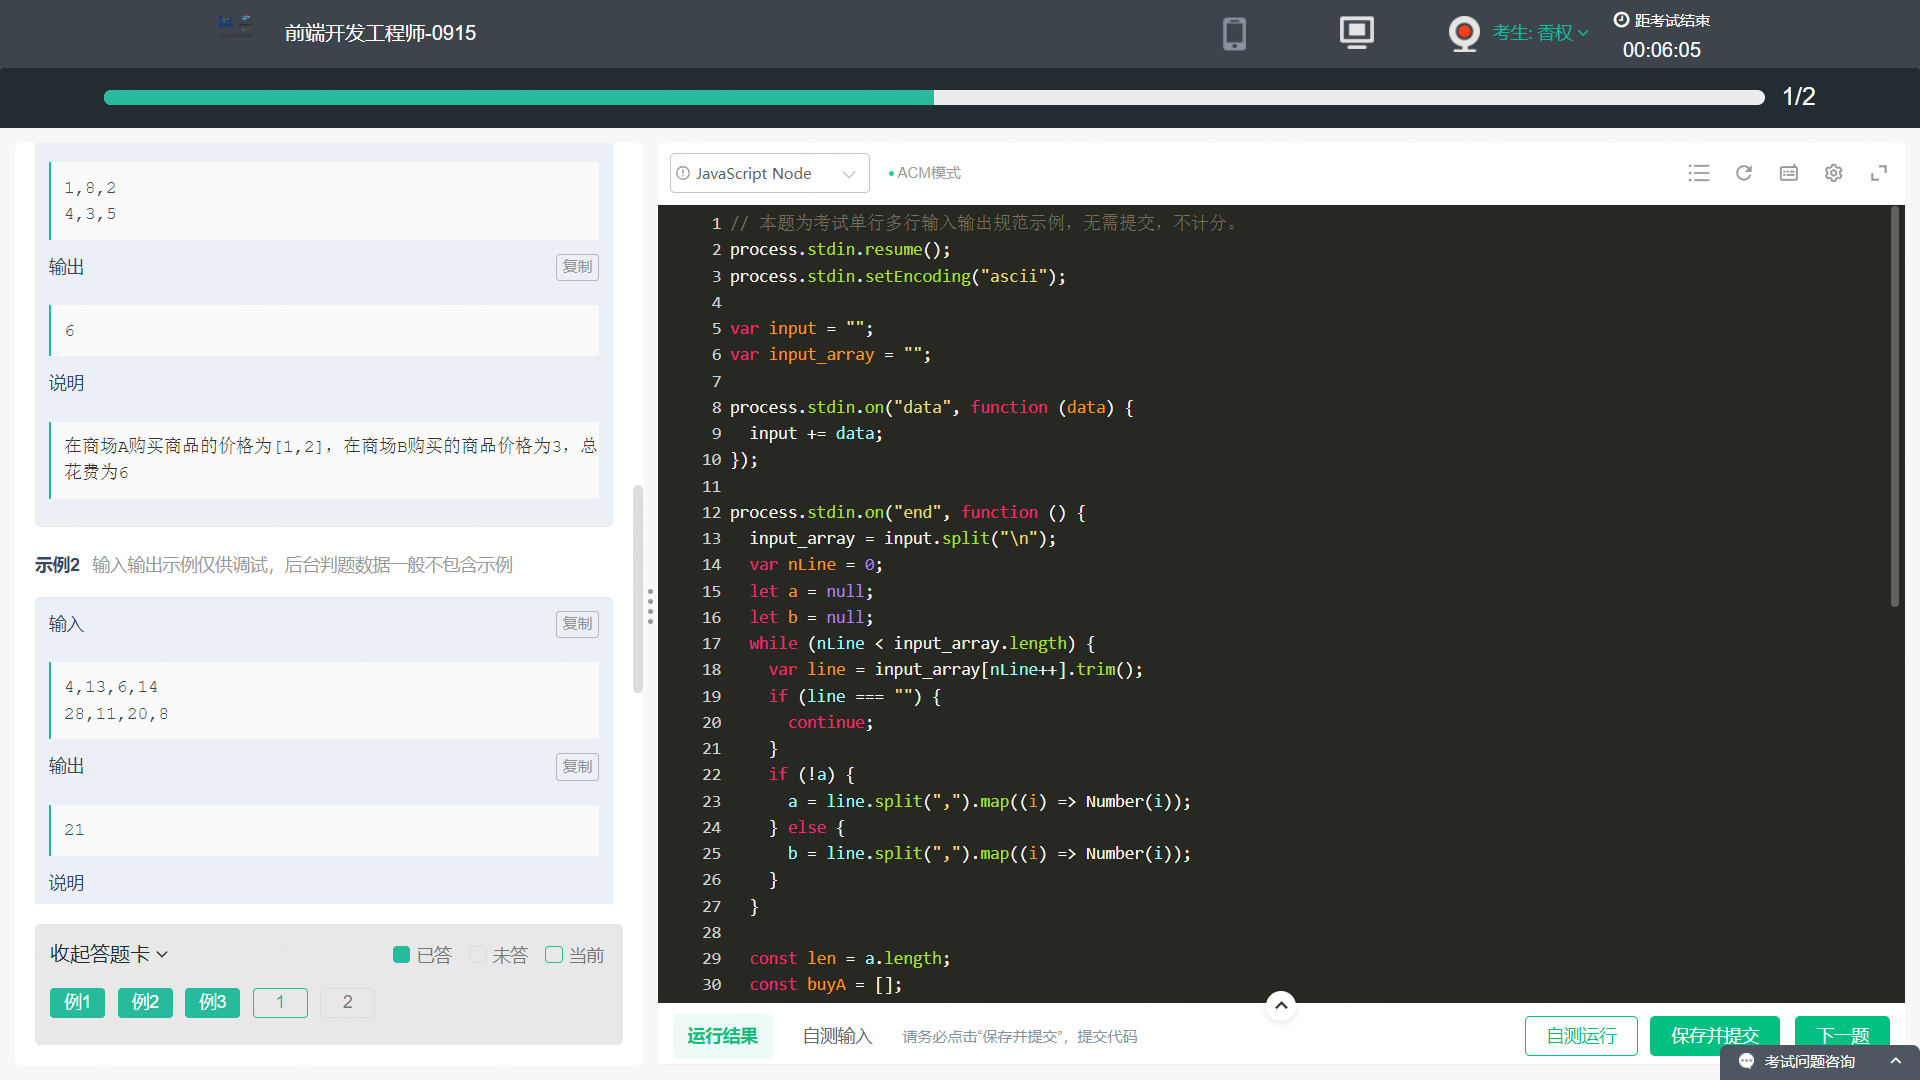 前端开发工程师-0915
考生: 香权
距考试结束
00:06:05
1/2
1,8,2
4,3,5
输出
复制
6
说明
在商场A购买商品的价格为[1,2]，在商场B购买的商品价格为3，总
花费为6
示例2 输入输出示例仅供调试，后台判题数据一般不包含示例
输入
复制
4,13,6,14
28,11,20,8
输出
复制
21
说明
收起答题卡
已答
未答
当前
例1
例2
例3
1
2
JavaScript Node
ACM模式
1 // 本题为考试单行多行输入输出规范示例，无需提交，不计分。
2 process.stdin.resume();
3 process.stdin.setEncoding("ascii");
4
5 var input = "";
6 var input_array = "";
7
8 process.stdin.on("data", function (data) {
9   input += data;
10 });
11
12 process.stdin.on("end", function () {
13   input_array = input.split("\n");
14   var nLine = 0;
15   let a = null;
16   let b = null;
17   while (nLine < input_array.length) {
18     var line = input_array[nLine++].trim();
19     if (line === "") {
20       continue;
21     }
22     if (!a) {
23       a = line.split(",").map((i) => Number(i));
24     } else {
25       b = line.split(",").map((i) => Number(i));
26     }
27   }
28
29   const len = a.length;
30   const buyA = [];
运行结果
自测输入
请务必点击“保存并提交”，提交代码
自测运行
保存并提交
下一题
考试问题咨询